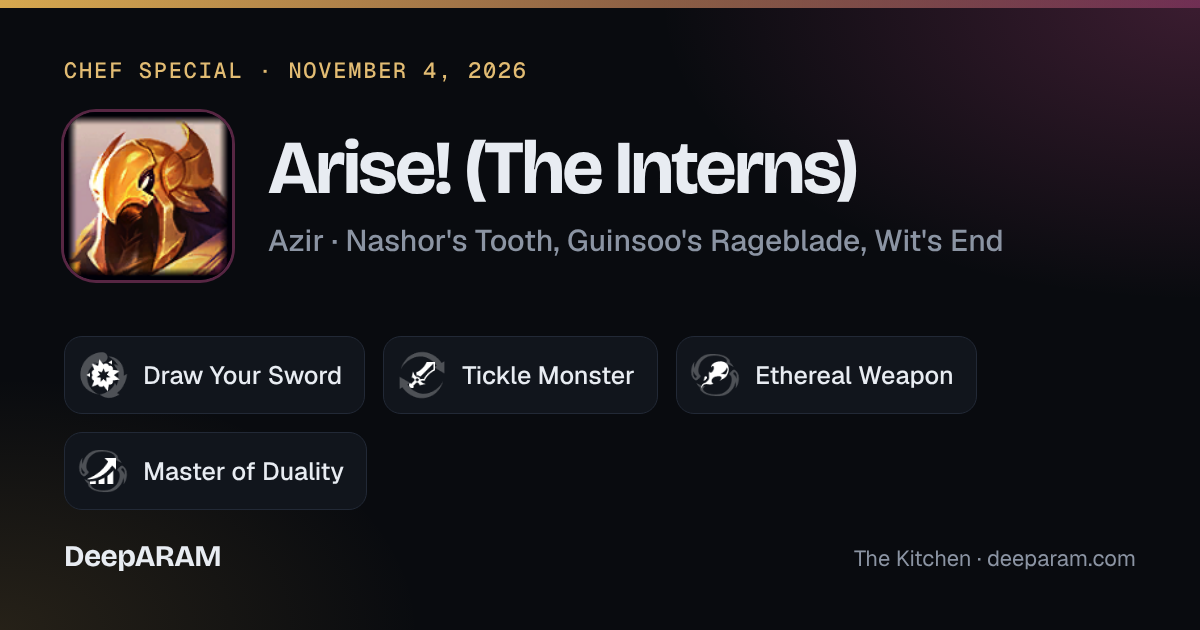 CHEF SPECIAL · NOVEMBER 4, 2026
Arise! (The Interns)
Azir · Nashor's Tooth, Guinsoo's Rageblade, Wit's End
Draw Your Sword
Tickle Monster
Ethereal Weapon
Master of Duality
DeepARAM
The Kitchen · deeparam.com